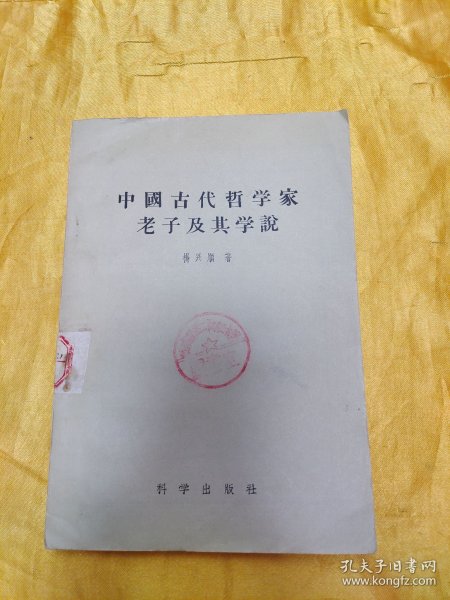 中國古代哲学家
老子及其学說
楊兴順 著
科学出版社
孔夫子旧书网
www.kongfz.com